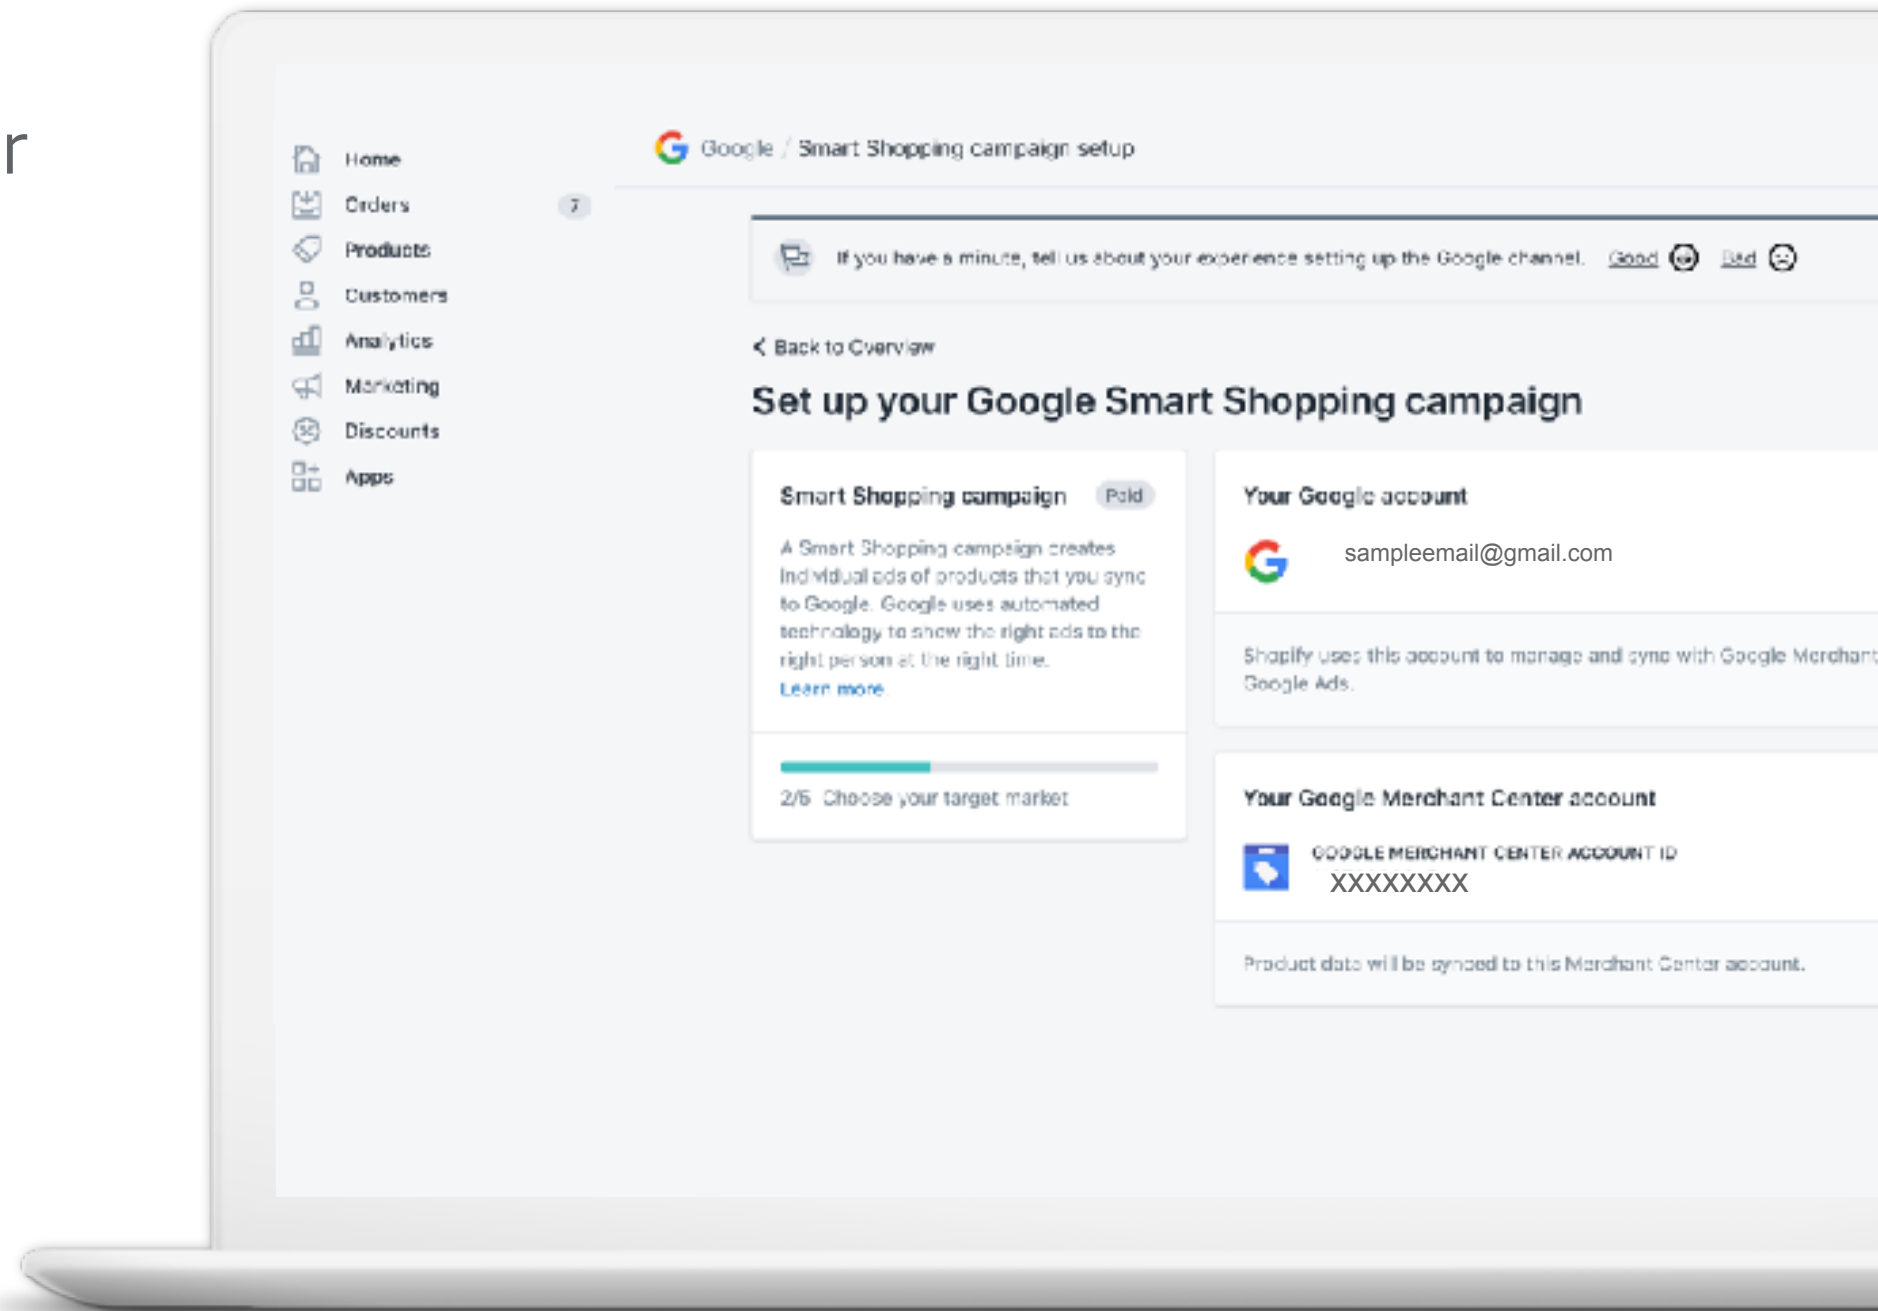 r
Home
Orders 7
Products
Customers
Analytics
Marketing
Discounts
Apps
Google / Smart Shopping campaign setup
If you have a minute, tell us about your experience setting up the Google channel. Good Bad
Back to Overview
Set up your Google Smart Shopping campaign
Smart Shopping campaign Paid
A Smart Shopping campaign creates
individual ads of products that you sync
to Google. Google uses automated
technology to show the right ads to the
right person at the right time.
Learn more.
2/5 Choose your target market
Your Google account
sampleemail@gmail.com
Shopify uses this account to manage and sync with Google Merchant
Google Ads.
Your Google Merchant Center account
GOOGLE MERCHANT CENTER ACCOUNT ID
XXXXXXXX
Product data will be synced to this Merchant Center account.